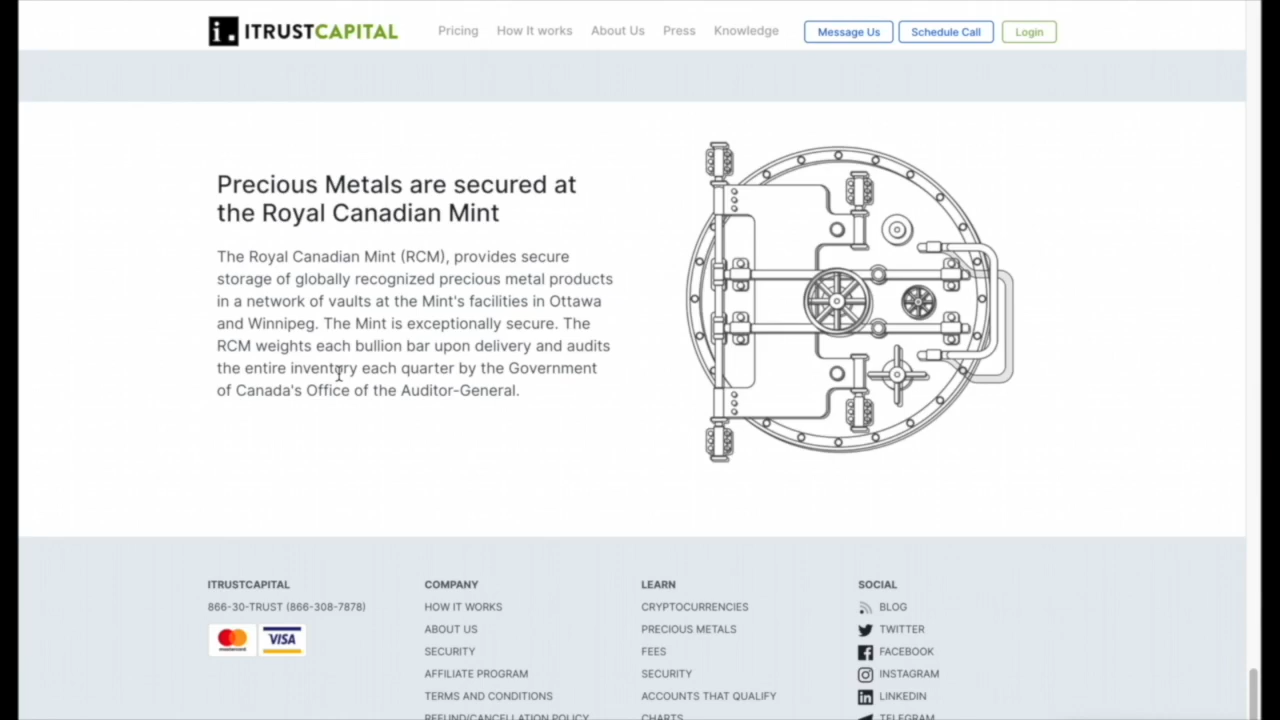 i. ITRUSTCAPITAL
Pricing How It works About Us Press Knowledge Message Us Schedule Call Login
Precious Metals are secured at
the Royal Canadian Mint
The Royal Canadian Mint (RCM), provides secure
storage of globally recognized precious metal products
in a network of vaults at the Mint's facilities in Ottawa
and Winnipeg. The Mint is exceptionally secure. The
RCM weights each bullion bar upon delivery and audits
the entire inventory each quarter by the Government
of Canada's Office of the Auditor-General.
ITRUSTCAPITAL
866-30-TRUST (866-308-7878)
mastercard VISA
COMPANY
HOW IT WORKS
ABOUT US
SECURITY
AFFILIATE PROGRAM
TERMS AND CONDITIONS
REFUND/CANCELLATION POLICY
LEARN
CRYPTOCURRENCIES
PRECIOUS METALS
FEES
SECURITY
ACCOUNTS THAT QUALIFY
CHARTS
SOCIAL
BLOG
TWITTER
FACEBOOK
INSTAGRAM
LINKEDIN
TELEGRAM